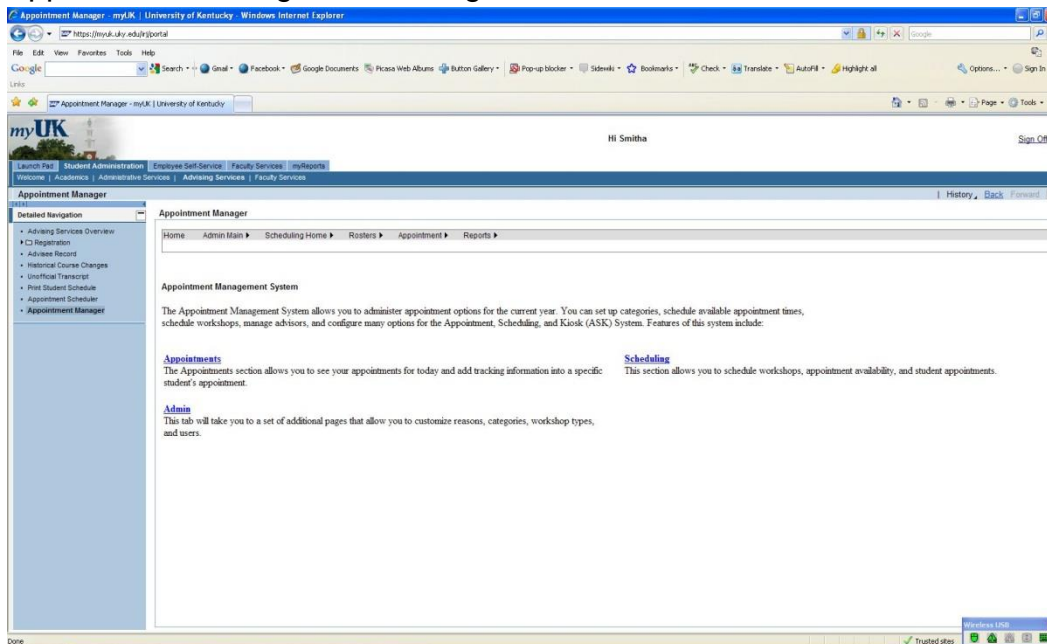 Appointment Manager - myUK | University of Kentucky - Windows Internet Explorer
https://myuk.uky.edu/irj/portal
Google
File Edit View Favorites Tools Help
Google Search Gmail Facebook Google Documents Picasa Web Albums Button Gallery Pop-up blocker Sidewiki Bookmarks Check Translate AutoFill Highlight all Options... Sign In
Links
Appointment Manager - myUK | University of Kentucky Page Tools
myUK Hi Smitha Sign Off
Launch Pad Student Administration Employee Self-Service Faculty Services myReports
Welcome | Academics | Administrative Services | Advising Services | Faculty Services
Appointment Manager | History Back Forward
Detailed Navigation
Advising Services Overview
Registration
Advisee Record
Historical Course Changes
Unofficial Transcript
Print Student Schedule
Appointment Scheduler
Appointment Manager
Appointment Manager
Home Admin Main Scheduling Home Rosters Appointment Reports
Appointment Management System
The Appointment Management System allows you to administer appointment options for the current year. You can set up categories, schedule available appointment times,
schedule workshops, manage advisors, and configure many options for the Appointment, Scheduling, and Kiosk (ASK) System. Features of this system include:
Appointments
The Appointments section allows you to see your appointments for today and add tracking information into a specific
student's appointment.
Scheduling
This section allows you to schedule workshops, appointment availability, and student appointments.
Admin
This tab will take you to a set of additional pages that allow you to customize reasons, categories, workshop types,
and users.
Wireless USB
Done Trusted sites